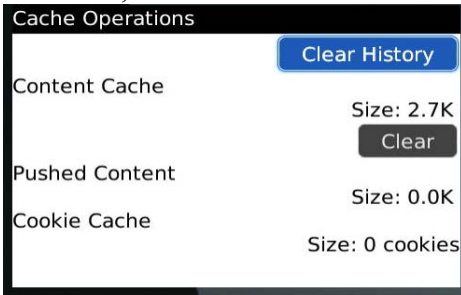 Cache Operations
Clear History
Content Cache
Size: 2.7K
Clear
Pushed Content
Size: 0.0K
Cookie Cache
Size: 0 cookies